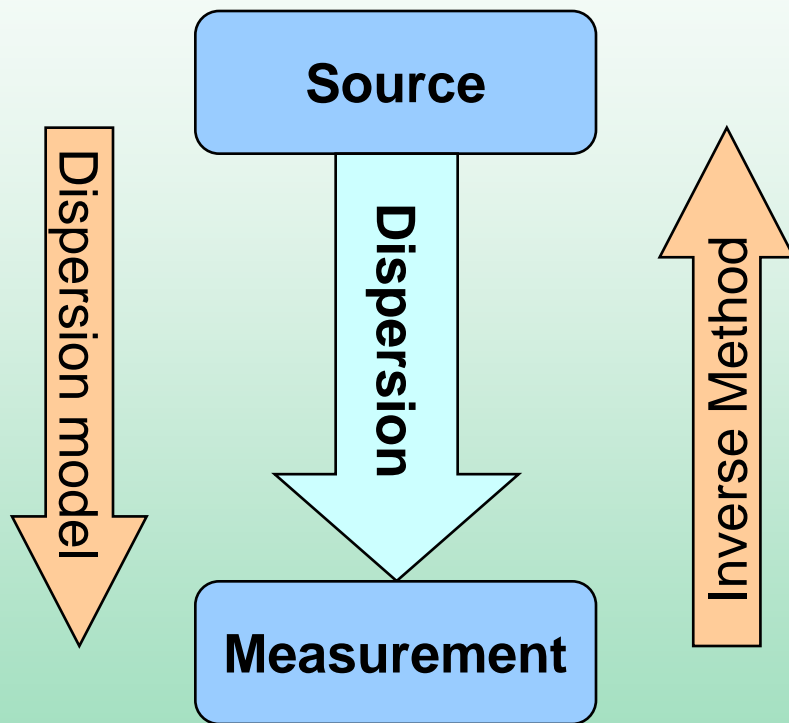 Source
Dispersion model
Dispersion
Inverse Method
Measurement